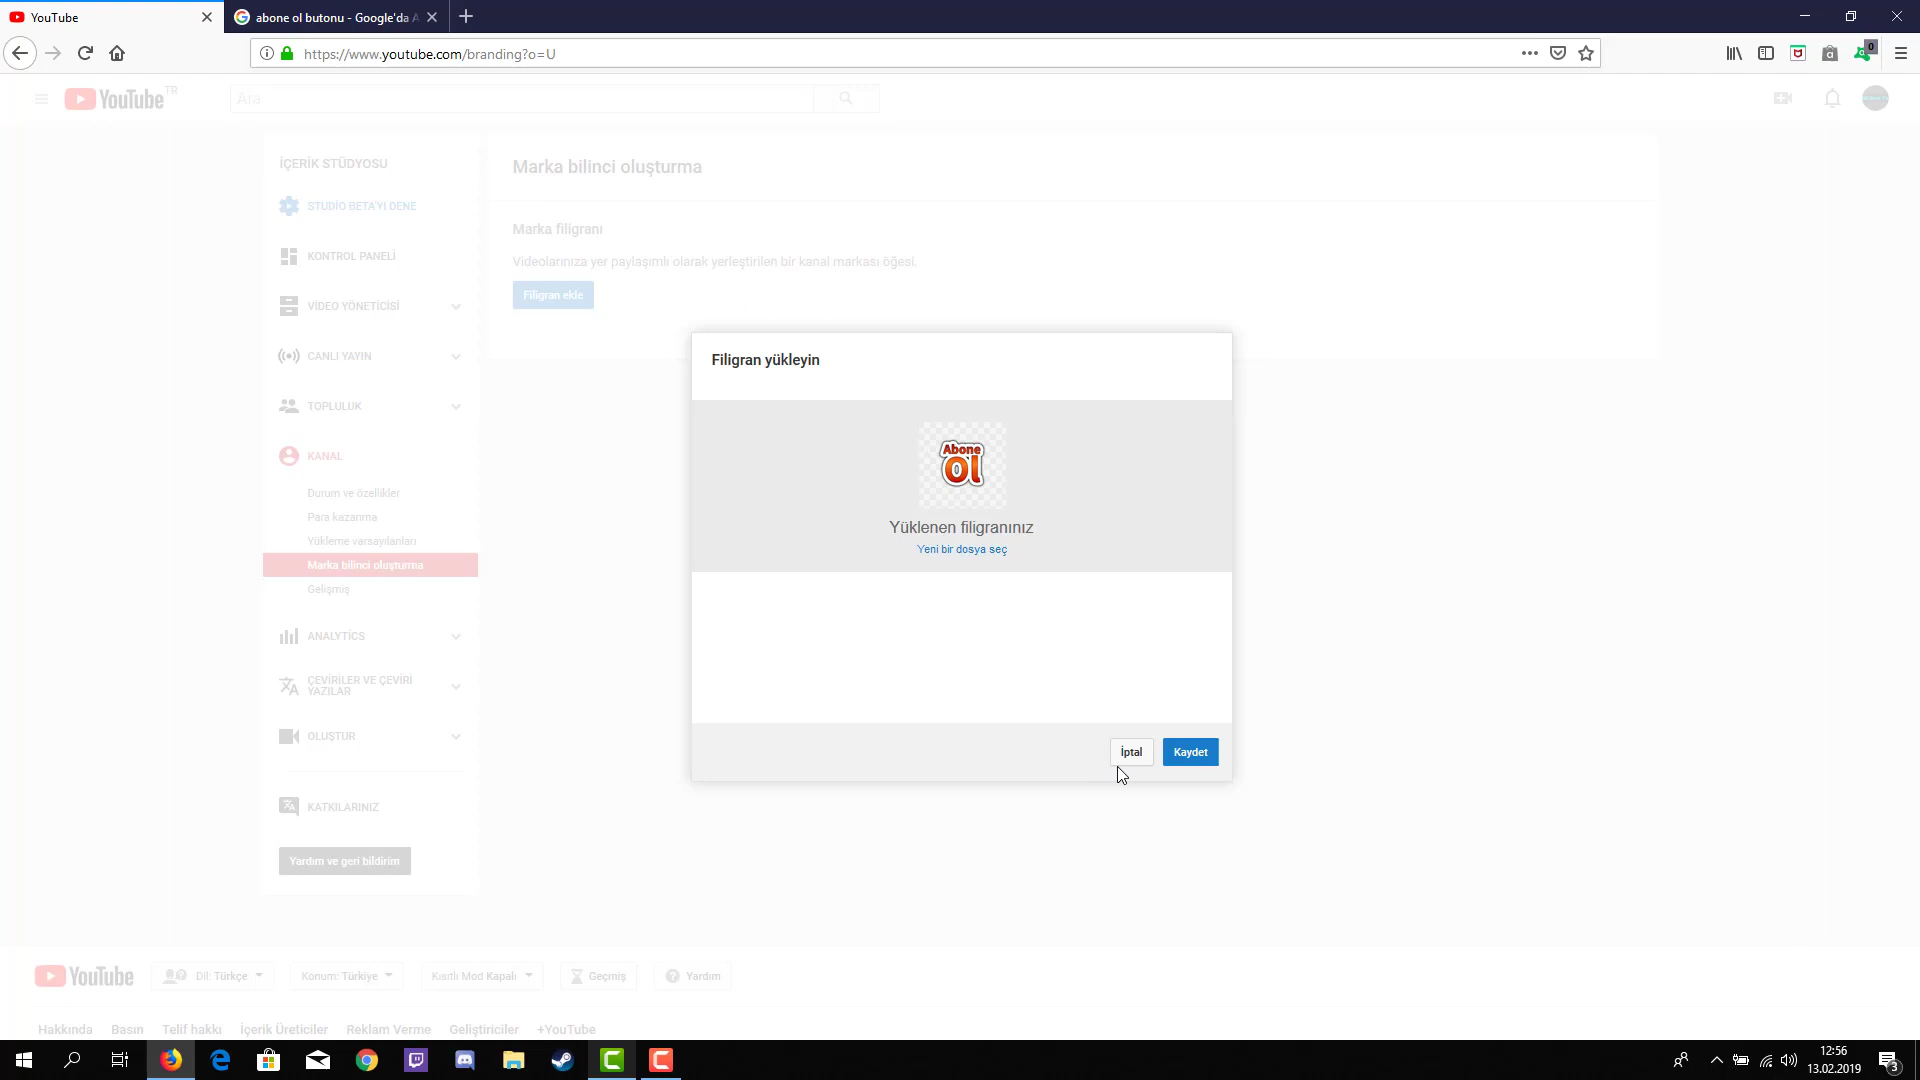 YouTube
abone ol butonu - Google'da A
https://www.youtube.com/branding?o=U
0
YouTube TR
Ara
İÇERİK STÜDYOSU
STUDİO BETA'YI DENE
KONTROL PANELİ
VİDEO YÖNETİCİSİ
CANLI YAYIN
TOPLULUK
KANAL
Durum ve özellikler
Para kazanma
Yükleme varsayılanları
Marka bilinci oluşturma
Gelişmiş
ANALYTİCS
ÇEVİRİLER VE ÇEVİRİ
YAZILAR
OLUŞTUR
KATKILARINIZ
Yardım ve geri bildirim
Marka bilinci oluşturma
Marka filigranı
Videolarınıza yer paylaşımlı olarak yerleştirilen bir kanal markası öğesi.
Filigran ekle
Filigran yükleyin
Abone
ol
Yüklenen filigranınız
Yeni bir dosya seç
İptal
Kaydet
YouTube
Dil: Türkçe
Konum: Türkiye
Kısıtlı Mod Kapalı
Geçmiş
Yardım
Hakkında
Basın
Telif hakkı
İçerik Üreticiler
Reklam Verme
Geliştiriciler
+YouTube
12:56
13.02.2019
3